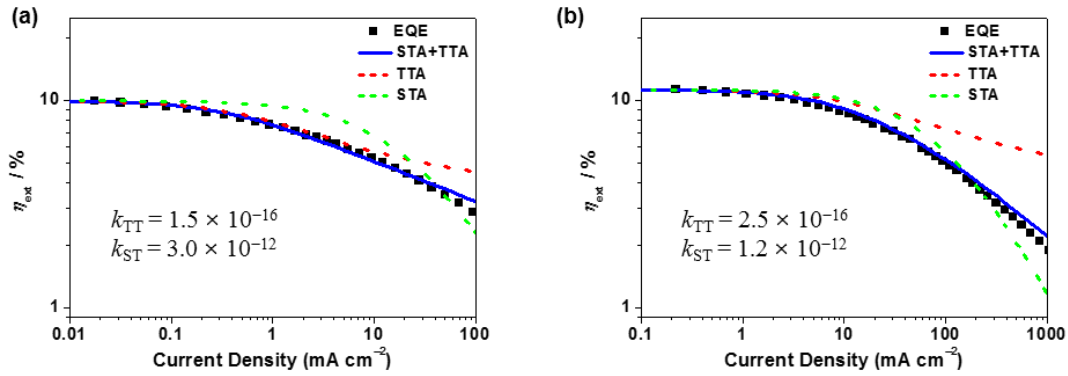 (a)
EQE
STA+TTA
TTA
STA
10
1
η_ext / %
k_TT = 1.5 × 10⁻¹⁶
k_ST = 3.0 × 10⁻¹²
0.01 0.1 1 10 100
Current Density (mA cm⁻²)
(b)
EQE
STA+TTA
TTA
STA
10
1
η_ext / %
k_TT = 2.5 × 10⁻¹⁶
k_ST = 1.2 × 10⁻¹²
0.1 1 10 100 1000
Current Density (mA cm⁻²)